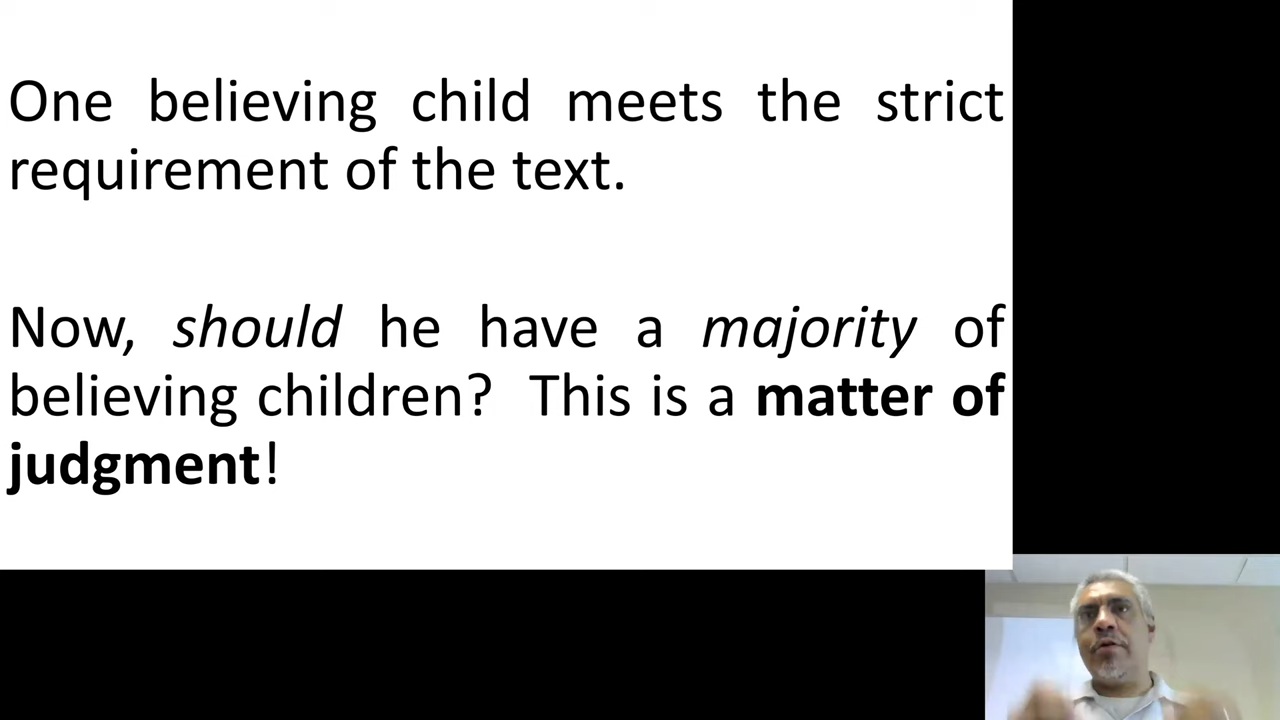 One believing child meets the strict
requirement of the text.
Now, should he have a majority of
believing children? This is a matter of
judgment!